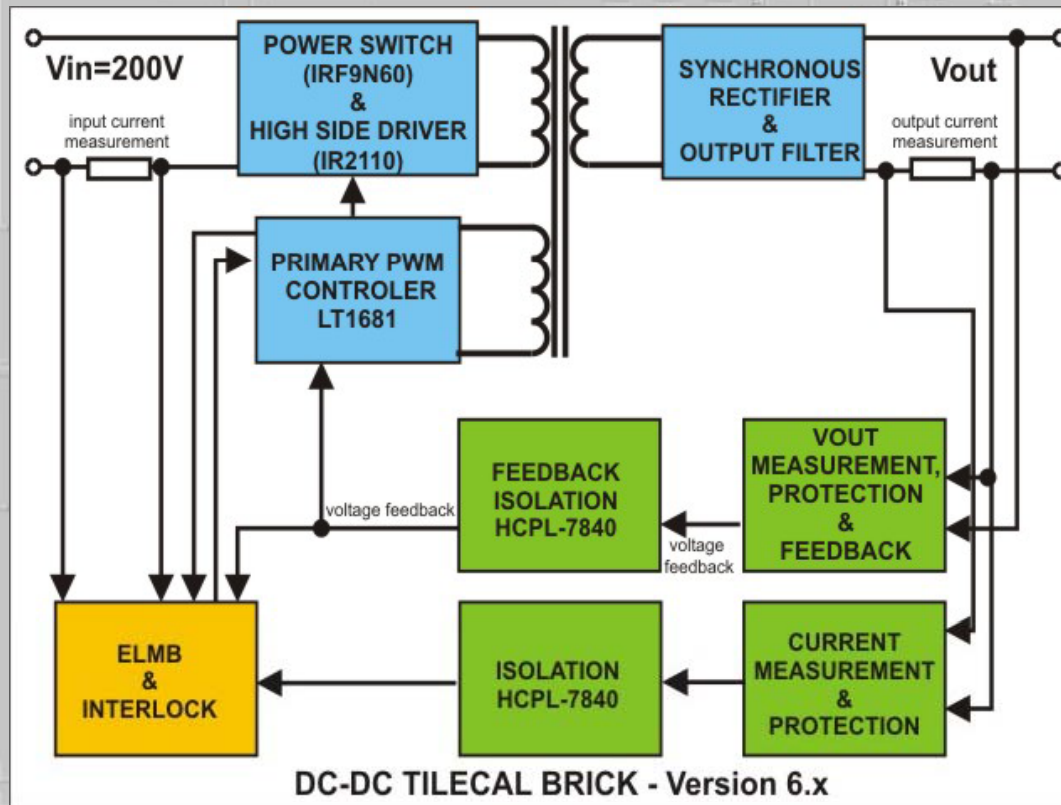 Vin=200V
input current
measurement
POWER SWITCH
(IRF9N60)
&
HIGH SIDE DRIVER
(IR2110)
SYNCHRONOUS
RECTIFIER
&
OUTPUT FILTER
Vout
output current
measurement
PRIMARY PWM
CONTROLER
LT1681
FEEDBACK
ISOLATION
HCPL-7840
VOUT
MEASUREMENT,
PROTECTION
&
FEEDBACK
voltage feedback
voltage
feedback
ELMB
&
INTERLOCK
ISOLATION
HCPL-7840
CURRENT
MEASUREMENT
&
PROTECTION
DC-DC TILECAL BRICK - Version 6.x